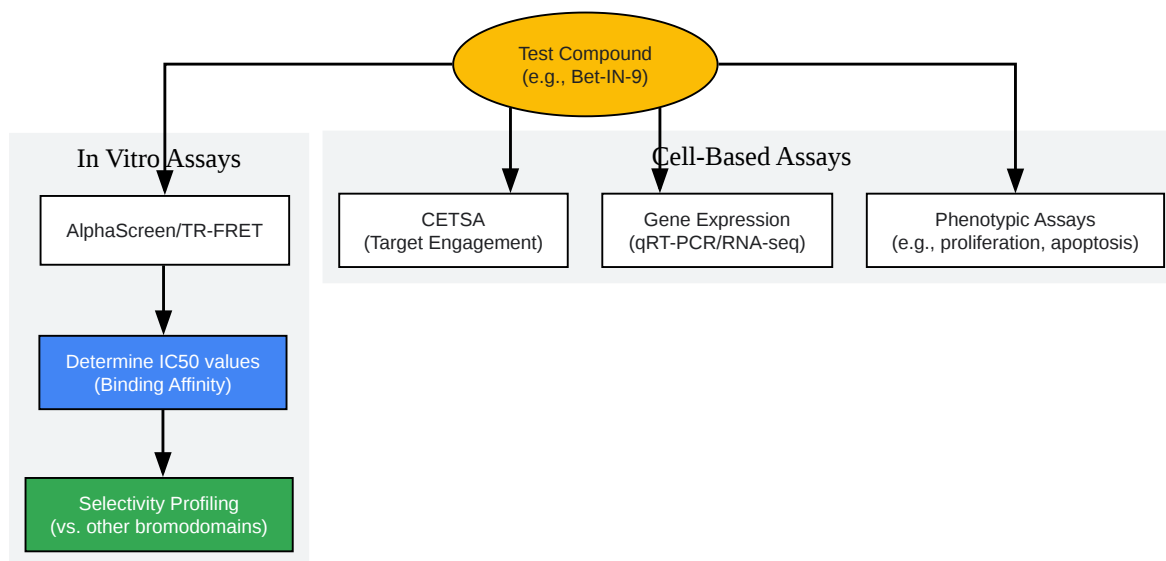 Test Compound
(e.g., Bet-IN-9)
In Vitro Assays
AlphaScreen/TR-FRET
Determine IC50 values
(Binding Affinity)
Selectivity Profiling
(vs. other bromodomains)
Cell-Based Assays
CETSA
(Target Engagement)
Gene Expression
(qRT-PCR/RNA-seq)
Phenotypic Assays
(e.g., proliferation, apoptosis)